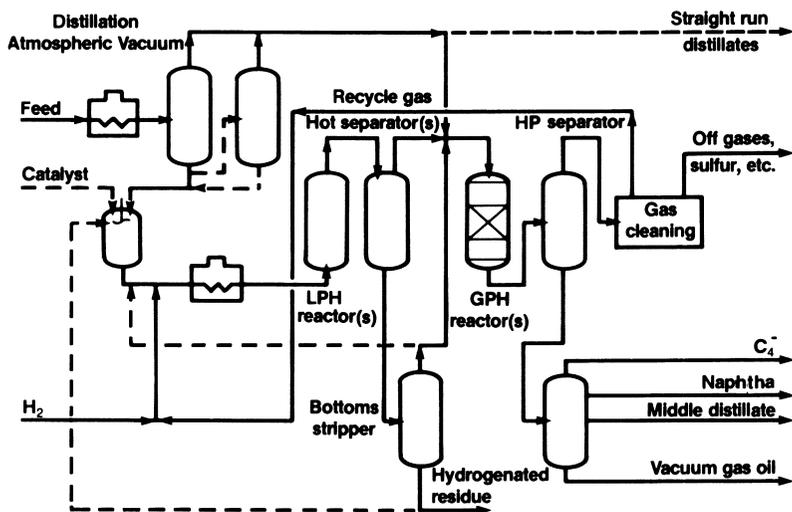 Distillation
Atmospheric Vacuum
Straight run
distillates
Feed
Recycle gas
Hot separator(s)
HP separator
Off gases,
sulfur, etc.
Catalyst
Gas
cleaning
LPH
reactor(s)
GPH
reactor(s)
C₄⁻
Naphtha
Middle distillate
H₂
Bottoms
stripper
Vacuum gas oil
Hydrogenated
residue